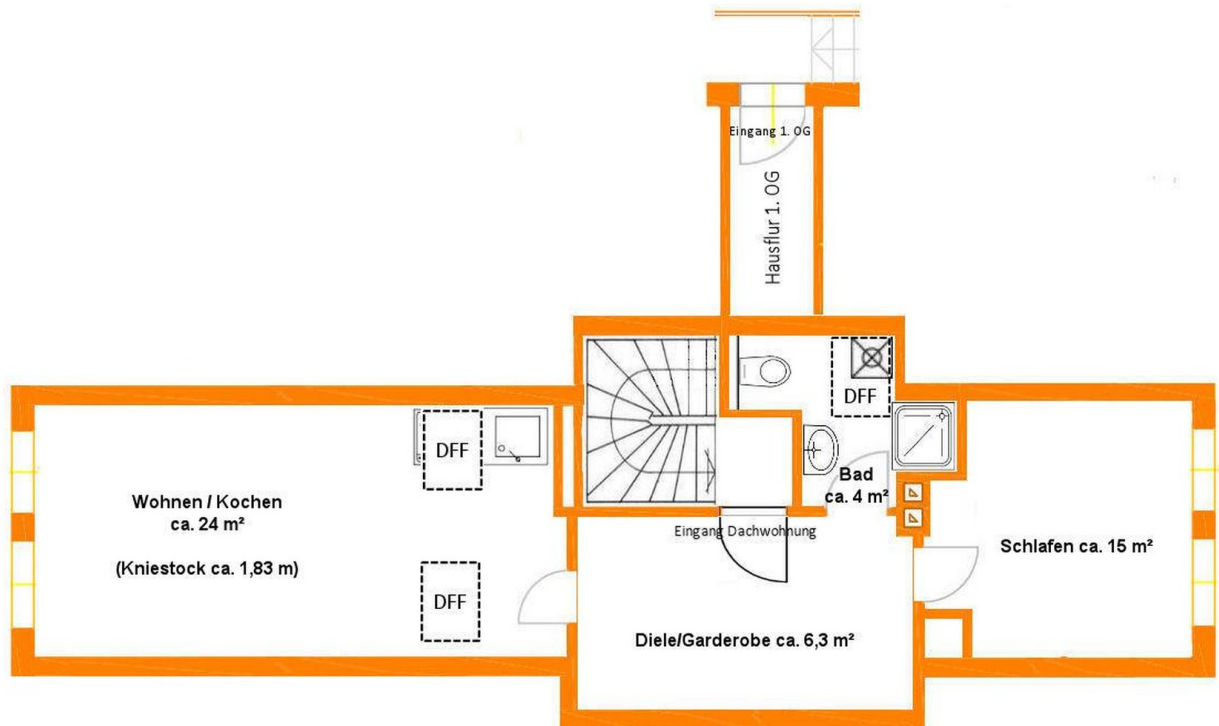 Eingang 1. OG
Hausflur 1. OG
DFF
DFF
Wohnen / Kochen
ca. 24 m²
(Kniestock ca. 1,83 m)
DFF
Bad
ca. 4 m²
Eingang Dachwohnung
Schlafen ca. 15 m²
Diele/Garderobe ca. 6,3 m²